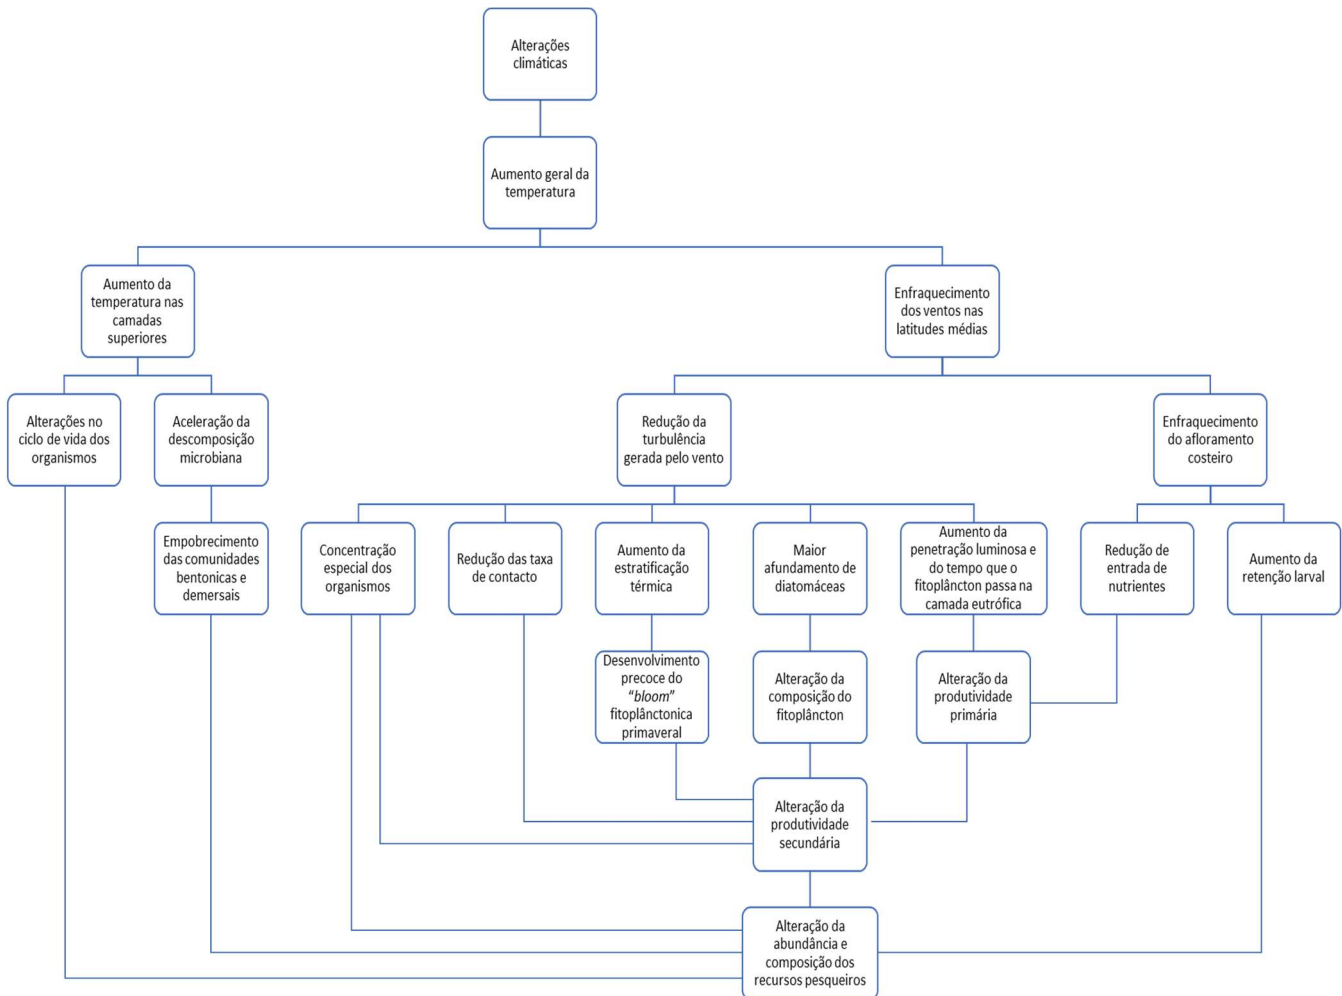 Alterações
climáticas
Aumento geral da
temperatura
Aumento da
temperatura nas
camadas
superiores
Enfraquecimento
dos ventos nas
latitudes médias
Alterações no
ciclo de vida dos
organismos
Aceleração da
descomposição
microbiana
Redução da
turbulência
gerada pelo vento
Enfraquecimento
do afloramento
costeiro
Empobrecimento
das comunidades
bentonicas e
demersais
Concentração
especial dos
organismos
Redução das taxa
de contacto
Aumento da
estratificação
térmica
Maior
afundamento de
diatomáceas
Aumento da
penetração luminosa e
do tempo que o
fitoplâncton passa na
camada eutrófica
Redução de
entrada de
nutrientes
Aumento da
retenção larval
Desenvolvimento
precoce do
“bloom”
fitoplânctonica
primaveral
Alteração da
composição do
fitoplâncton
Alteração da
produtividade
primária
Alteração da
produtividade
secundária
Alteração da
abundância e
composição dos
recursos pesqueiros